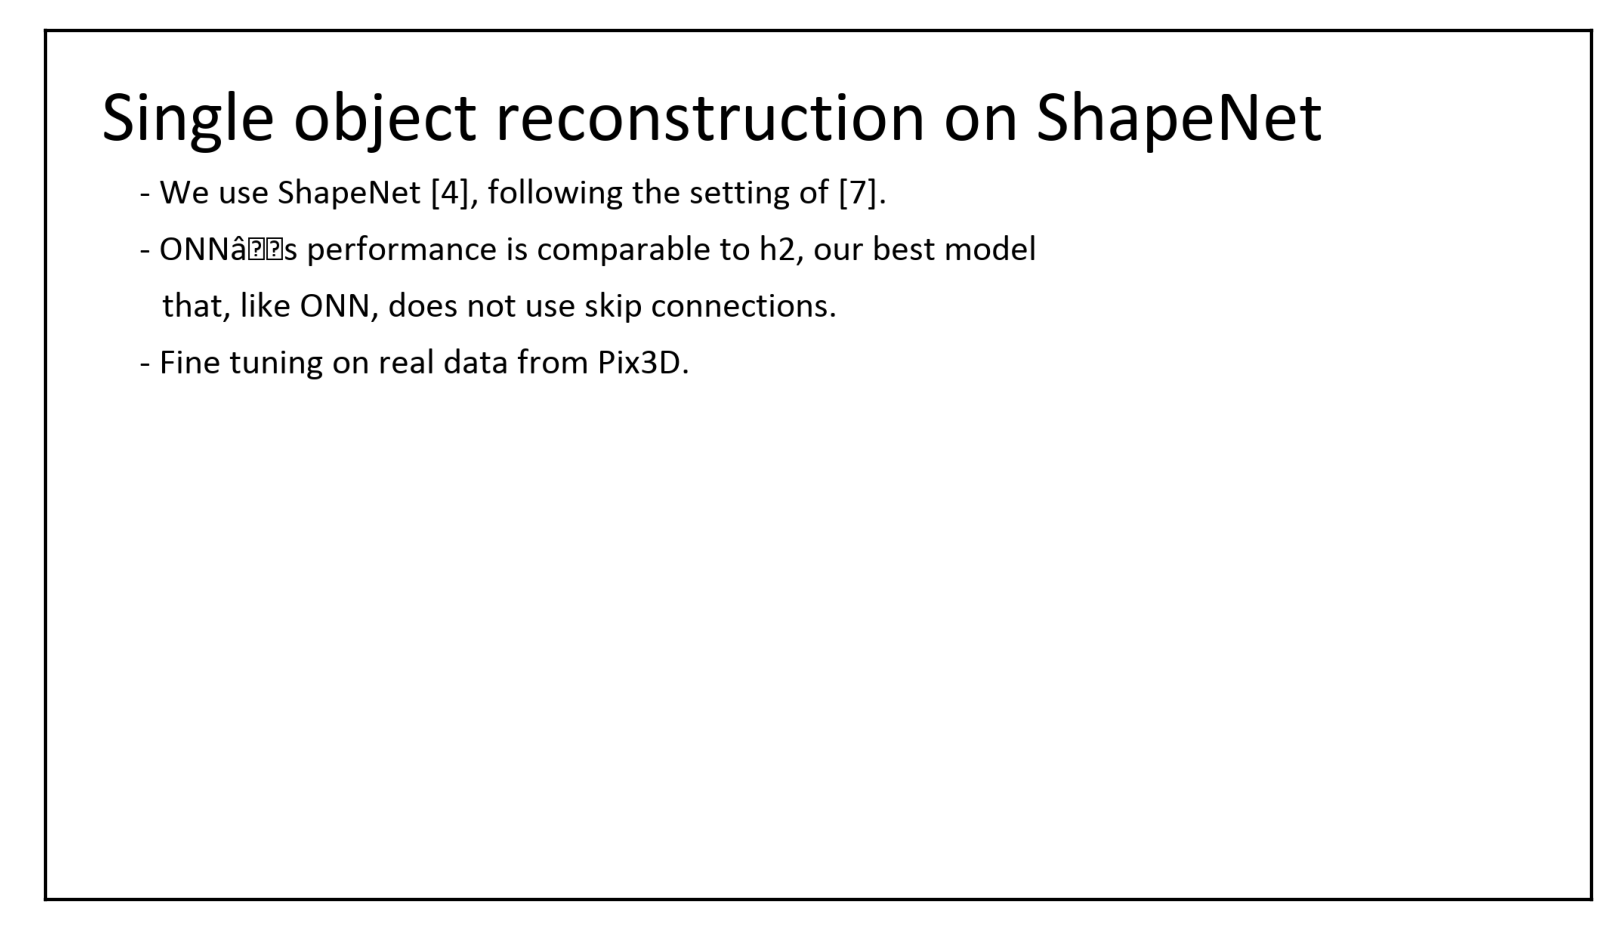 Single object reconstruction on ShapeNet
- We use ShapeNet [4], following the setting of [7].
- ONNâ��s performance is comparable to h2, our best model
that, like ONN, does not use skip connections.
- Fine tuning on real data from Pix3D.